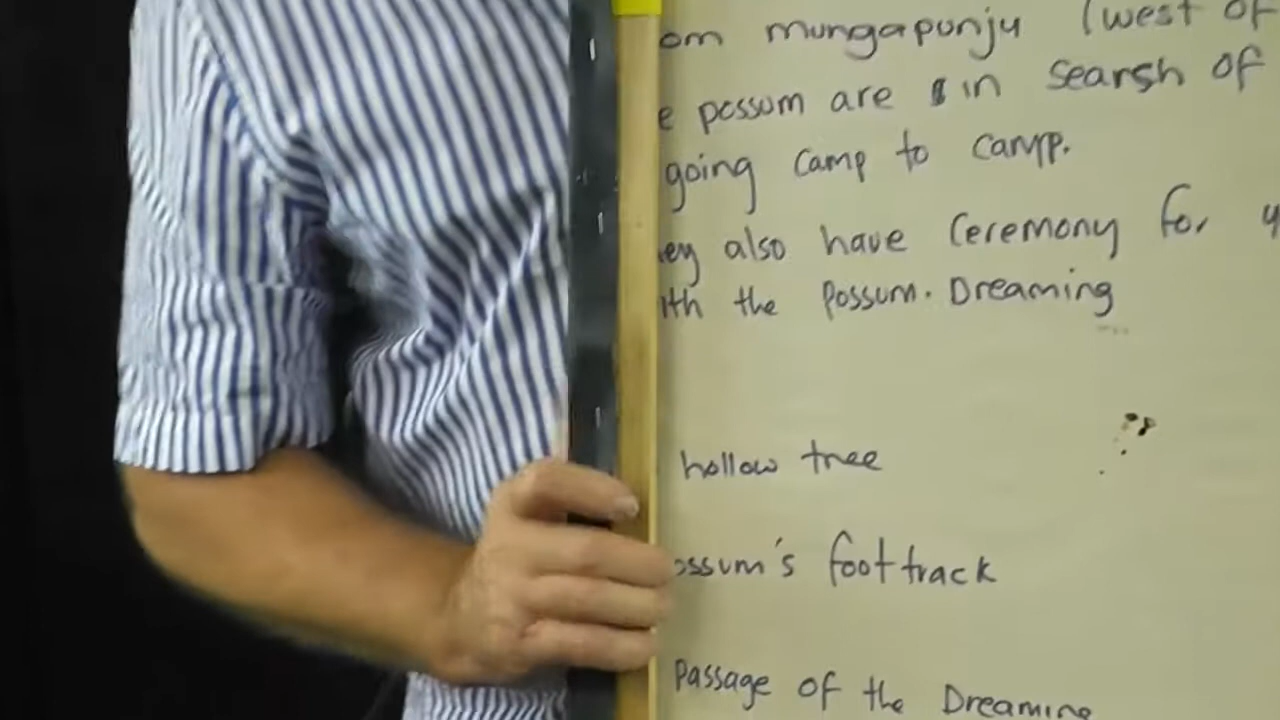 om mungapunju (west of
e possum are in searsh of
going camp to camp.
ey also have Ceremony for
ith the Possum. Dreaming
hollow tree
ossum's foot track
Passage of the Dreaming